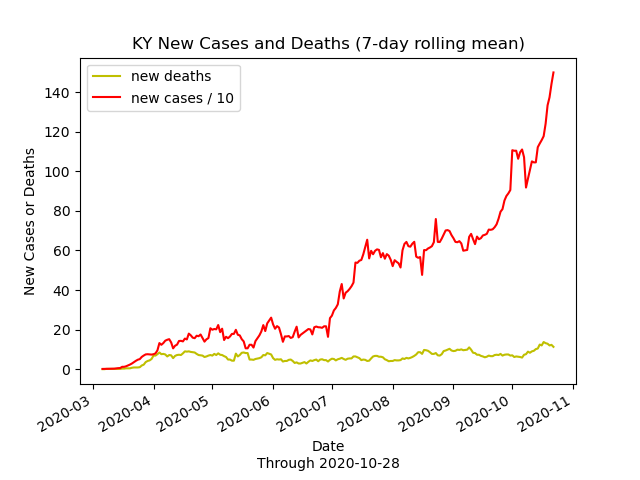 KY New Cases and Deaths (7-day rolling mean)
new deaths
new cases / 10
140
120
100
80
60
40
20
0
New Cases or Deaths
2020-03
2020-04
2020-05
2020-06
2020-07
2020-08
2020-09
2020-10
2020-11
Date
Through 2020-10-28